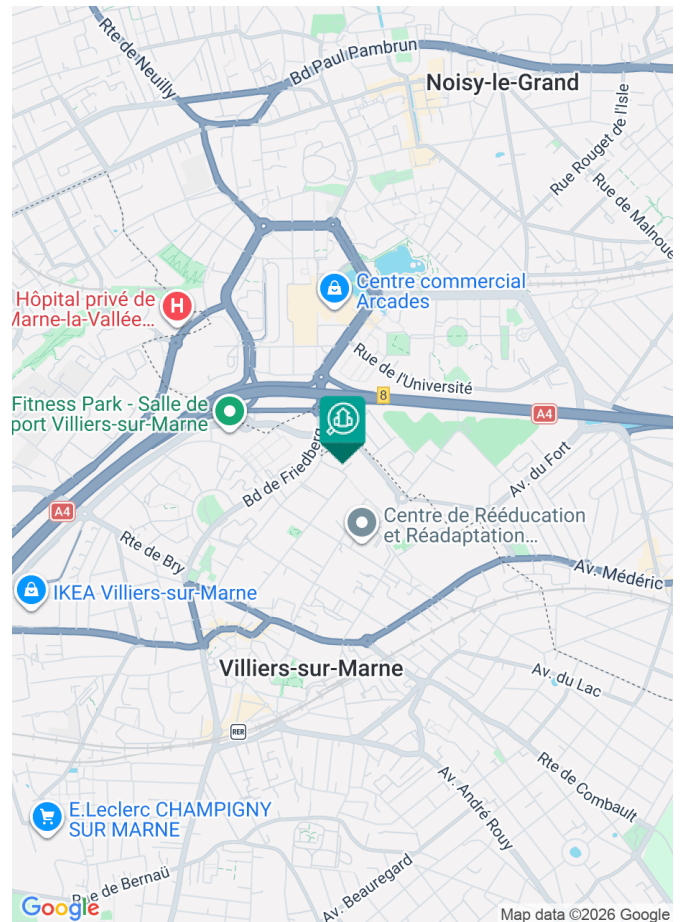 Rte de Neuilly
Bd Paul Pambrun
Noisy-le-Grand
Rue Rouget de l'Isle
Rue de Malnoue
Centre commercial
Arcades
Hôpital privé de
Marne-la-Vallée...
H
Rue de l'Université
8
Fitness Park - Salle de
port Villiers-sur-Marne
A4
Bd de Friedberg
Av. du Fort
A4
Centre de Rééducation
et Réadaptation...
Rte de Bry
Av. Médéric
IKEA Villiers-sur-Marne
Villiers-sur-Marne
Av. du Lac
RER
Rte de Combault
Av. André Rouy
E.Leclerc CHAMPIGNY
SUR MARNE
Rue de Bernaü
Av. Beauregard
Google
Map data ©2026 Google